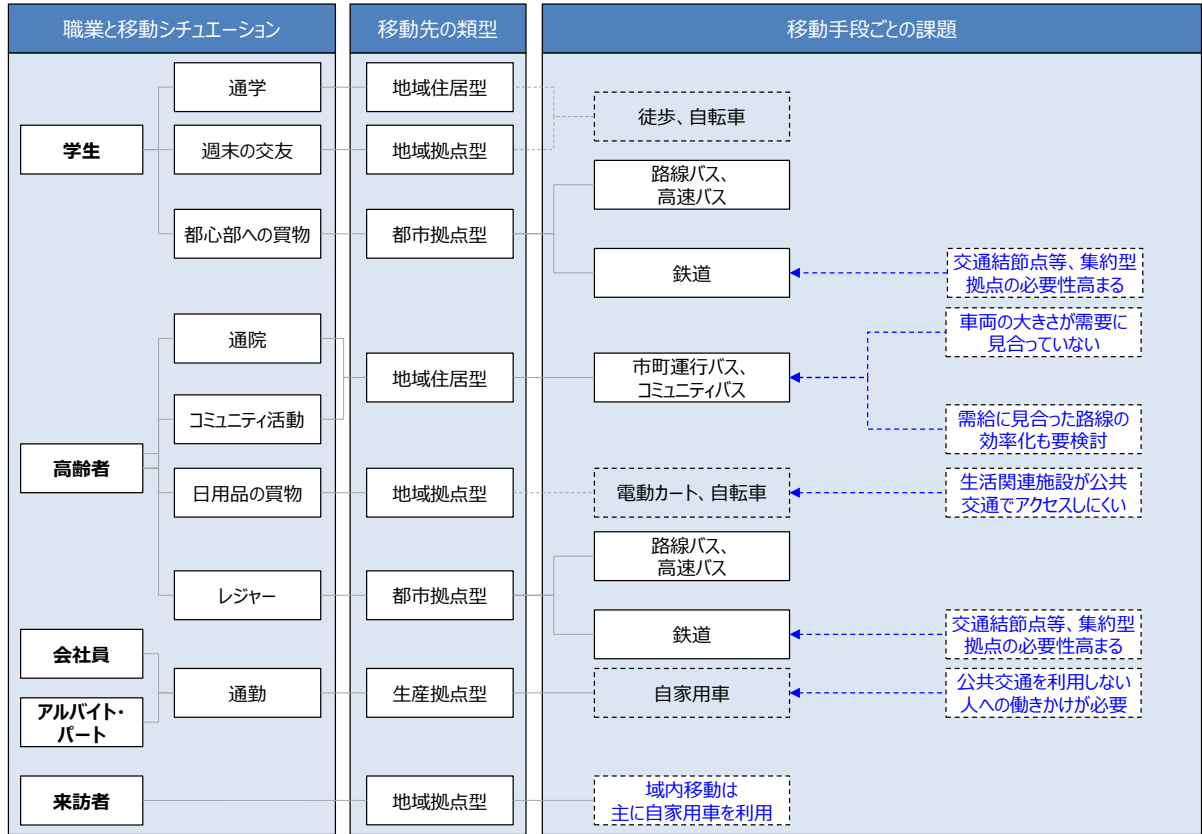 職業と移動シチュエーション
移動先の類型
移動手段ごとの課題
学生
通学
地域住居型
徒歩、自転車
週末の交友
地域拠点型
都心部への買物
都市拠点型
路線バス、
高速バス
鉄道
交通結節点等、集約型
拠点の必要性高まる
高齢者
通院
コミュニティ活動
地域住居型
市町運行バス、
コミュニティバス
車両の大きさが需要に
見合っていない
需給に見合った路線の
効率化も要検討
日用品の買物
地域拠点型
電動カート、自転車
生活関連施設が公共
交通でアクセスしにくい
レジャー
都市拠点型
路線バス、
高速バス
鉄道
交通結節点等、集約型
拠点の必要性高まる
会社員
アルバイト・
パート
通勤
生産拠点型
自家用車
公共交通を利用しない
人への働きかけが必要
来訪者
地域拠点型
域内移動は
主に自家用車を利用